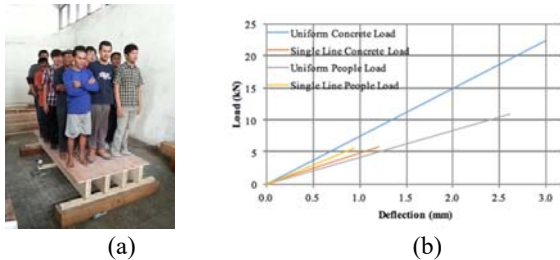 25
20
15
10
5
0
Load (kN)
Uniform Concrete Load
Single Line Concrete Load
Uniform People Load
Single Line People Load
0.0 0.5 1.0 1.5 2.0 2.5 3.0
Deflection (mm)
(a) (b)